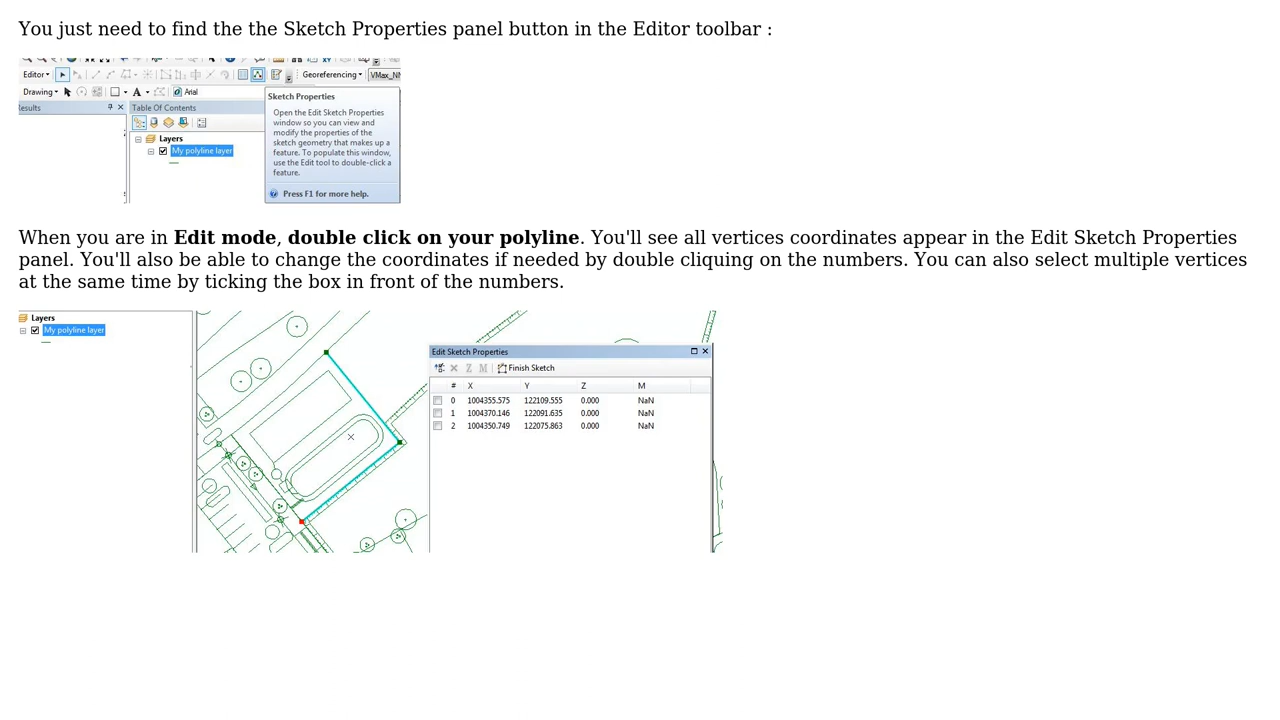 You just need to find the the Sketch Properties panel button in the Editor toolbar :
Editor
Georeferencing
Drawing
A
Arial
Sketch Properties
Table Of Contents
Open the Edit Sketch Properties
window so you can view and
modify the properties of the
sketch geometry that makes up a
feature. To populate this window,
use the Edit tool to double-click a
feature.
Press F1 for more help.
Layers
My polyline layer
When you are in Edit mode, double click on your polyline. You'll see all vertices coordinates appear in the Edit Sketch Properties
panel. You'll also be able to change the coordinates if needed by double cliquing on the numbers. You can also select multiple vertices
at the same time by ticking the box in front of the numbers.
Layers
My polyline layer
Edit Sketch Properties
Z M Finish Sketch
# X Y Z M
0 1004355.575 122109.555 0.000 NaN
1 1004370.146 122091.635 0.000 NaN
2 1004350.749 122075.863 0.000 NaN